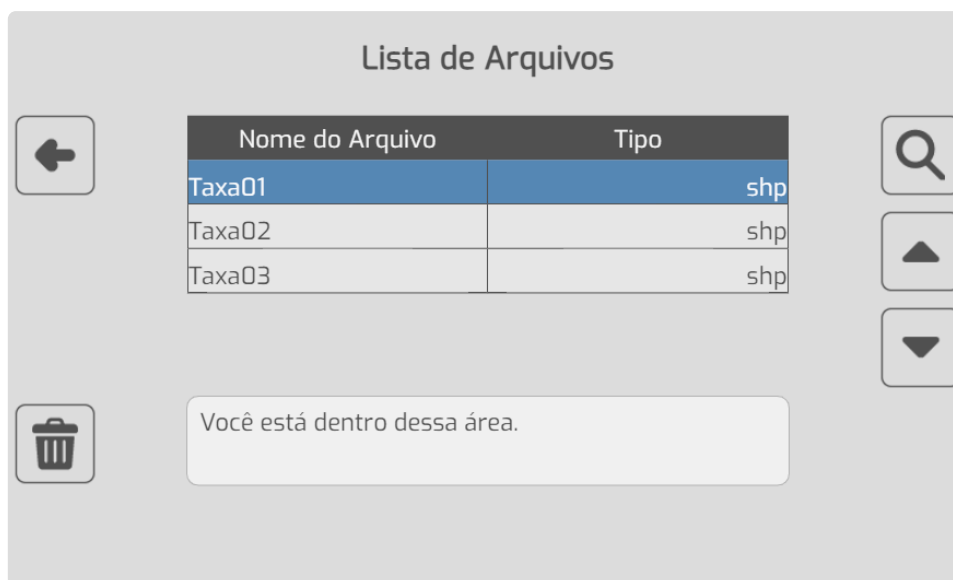 Lista de Arquivos
Nome do Arquivo Tipo
Taxa01 shp
Taxa02 shp
Taxa03 shp
Você está dentro dessa área.